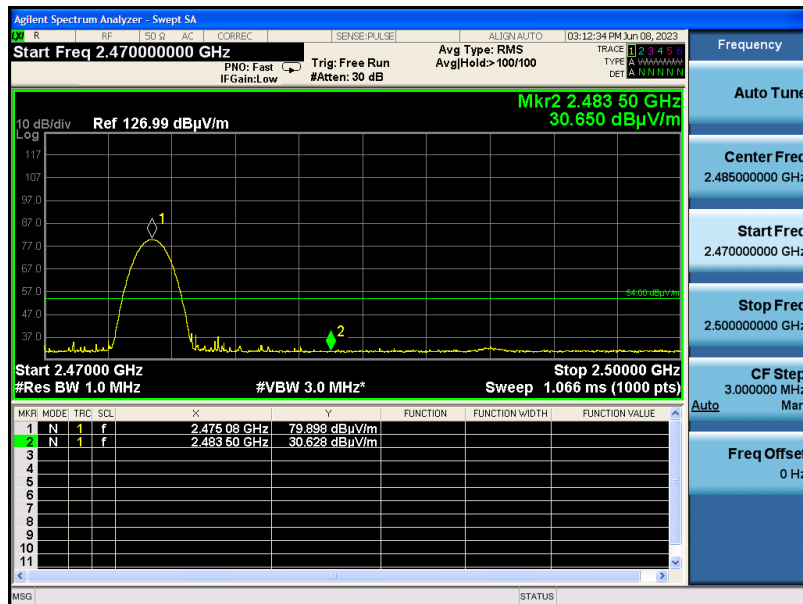 Agilent Spectrum Analyzer - Swept SA
LXI R RF 50 Ω AC CORREC SENSE:PULSE ALIGN AUTO 03:12:34 PM Jun 08, 2023
Start Freq 2.470000000 GHz
PNO: Fast
IFGain:Low
Trig: Free Run
#Atten: 30 dB
Avg Type: RMS
Avg|Hold:>100/100
TRACE 1 2 3 4 5 6
TYPE A WWWWW
DET A N N N N N
Mkr2 2.483 50 GHz
30.650 dBµV/m
10 dB/div Ref 126.99 dBµV/m
Log
117
107
97.0
87.0
77.0
67.0
57.0
47.0
37.0
1
2
54.00 dBµV/m
Start 2.47000 GHz Stop 2.50000 GHz
#Res BW 1.0 MHz #VBW 3.0 MHz* Sweep 1.066 ms (1000 pts)
MKR MODE TRC SCL X Y FUNCTION FUNCTION WIDTH FUNCTION VALUE
1 N 1 f 2.475 08 GHz 79.898 dBµV/m
2 N 1 f 2.483 50 GHz 30.628 dBµV/m
3
4
5
6
7
8
9
10
11
MSG STATUS
Frequency
Auto Tune
Center Freq
2.485000000 GHz
Start Freq
2.470000000 GHz
Stop Freq
2.500000000 GHz
CF Step
3.000000 MHz
Auto Man
Freq Offset
0 Hz